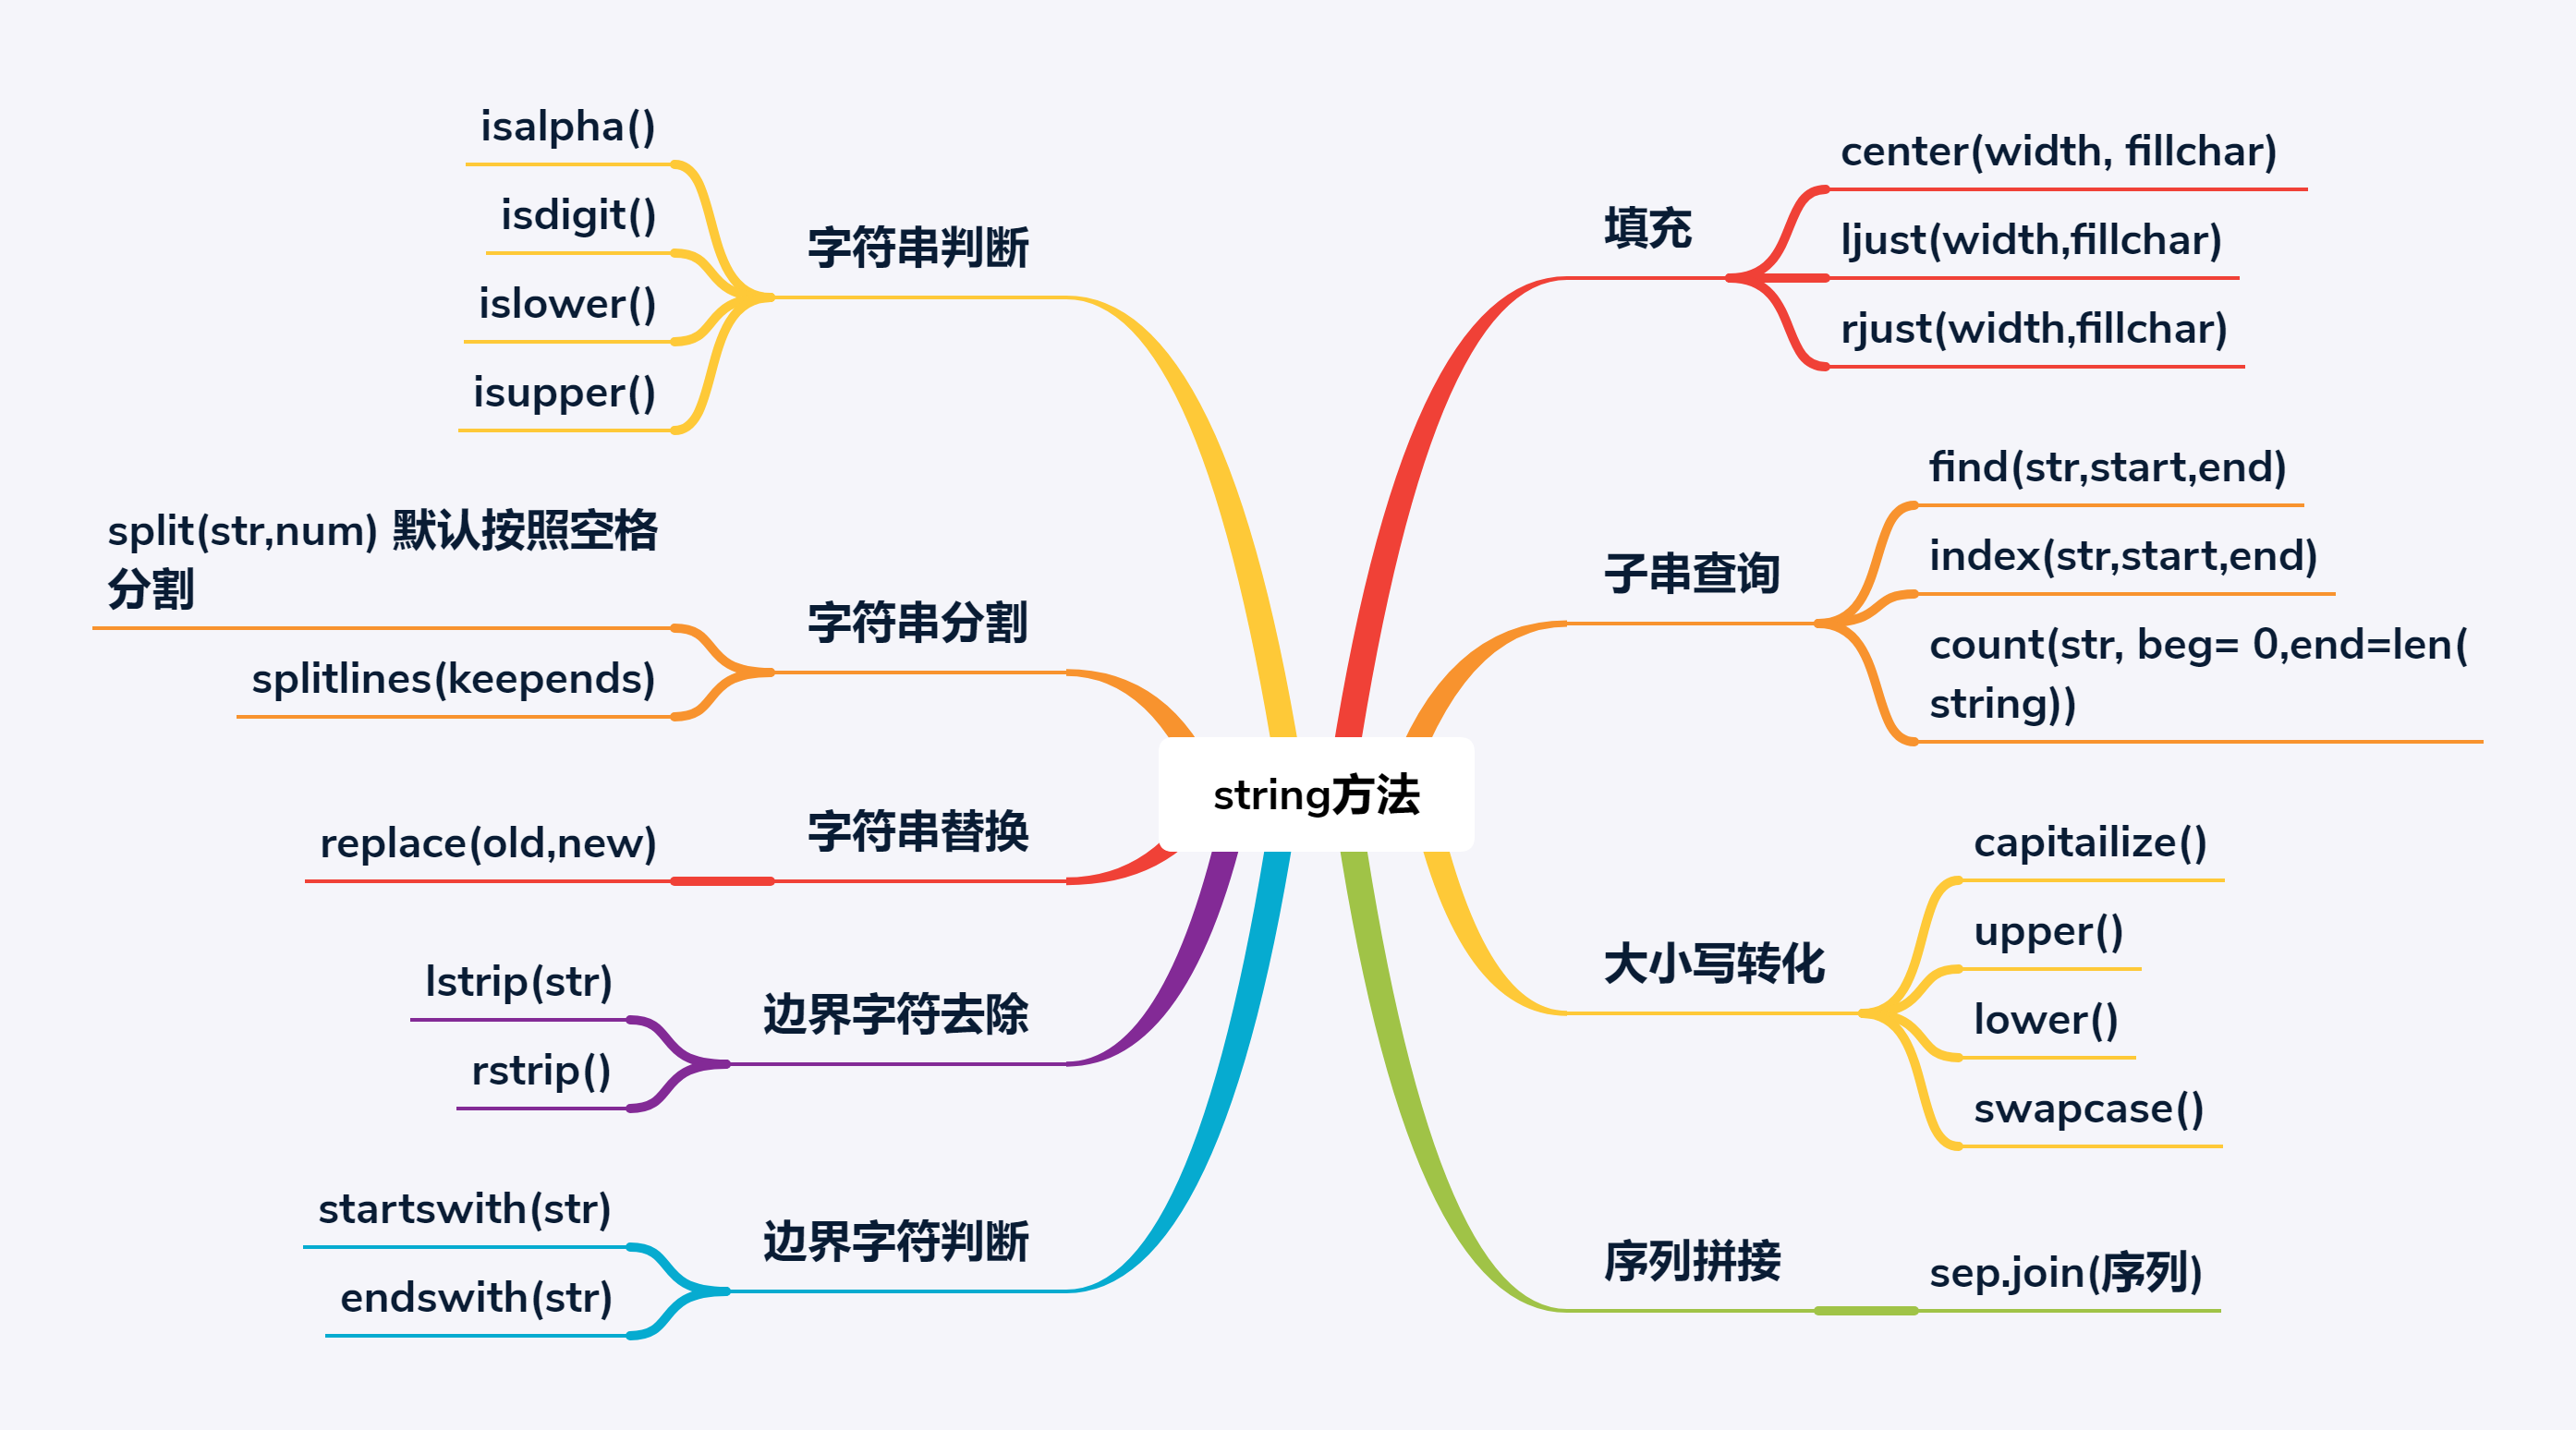 string方法
填充
center(width, fillchar)
ljust(width,fillchar)
rjust(width,fillchar)
子串查询
find(str,start,end)
index(str,start,end)
count(str, beg= 0,end=len(
string))
大小写转化
capitailize()
upper()
lower()
swapcase()
序列拼接
sep.join(序列)
字符串判断
isalpha()
isdigit()
islower()
isupper()
字符串分割
split(str,num) 默认按照空格
分割
splitlines(keepends)
字符串替换
replace(old,new)
边界字符去除
lstrip(str)
rstrip()
边界字符判断
startswith(str)
endswith(str)